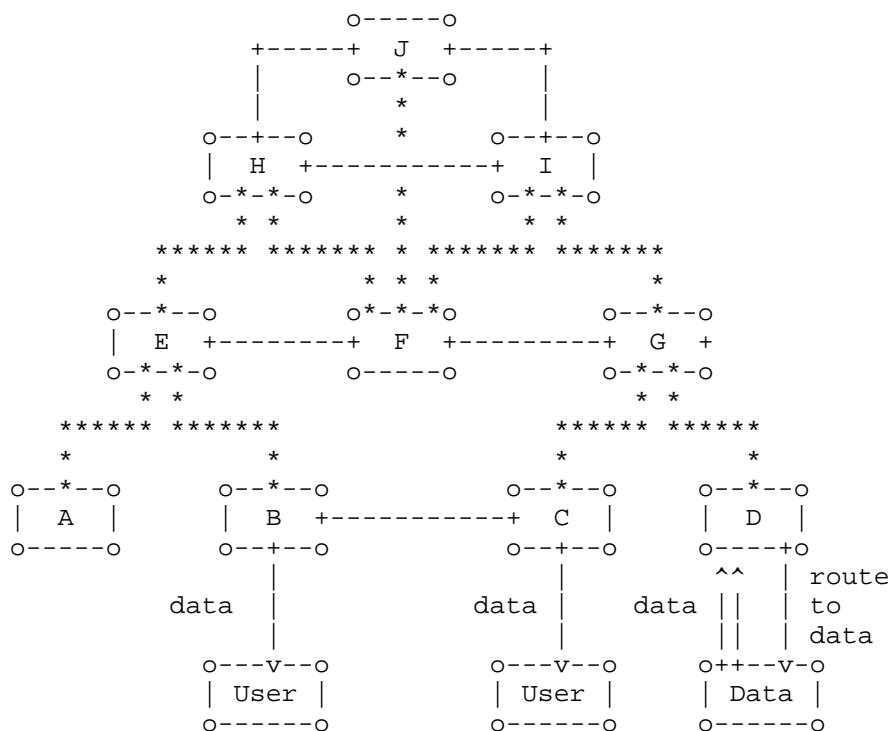 J
H I
E F G
A B C D
route
data data data to
data
User User Data